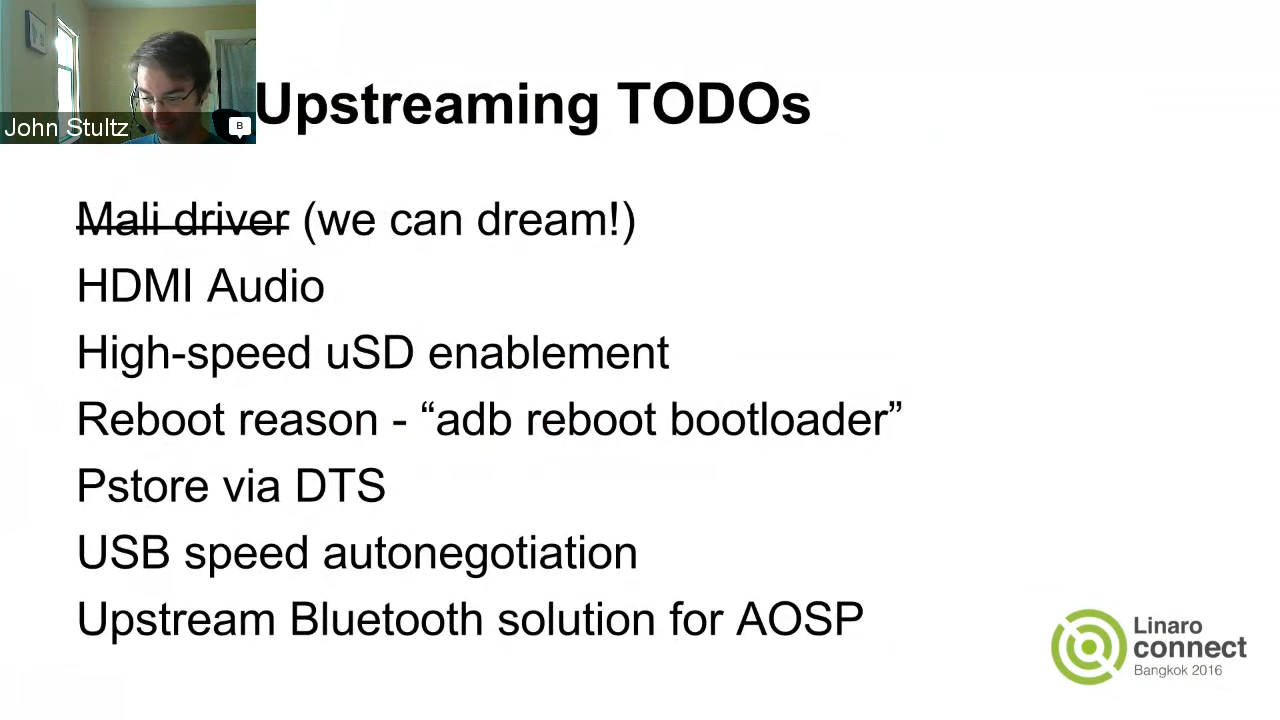 John Stultz
B
Upstreaming TODOs
Mali driver (we can dream!)
HDMI Audio
High-speed uSD enablement
Reboot reason - “adb reboot bootloader”
Pstore via DTS
USB speed autonegotiation
Upstream Bluetooth solution for AOSP
Linaro
connect
Bangkok 2016